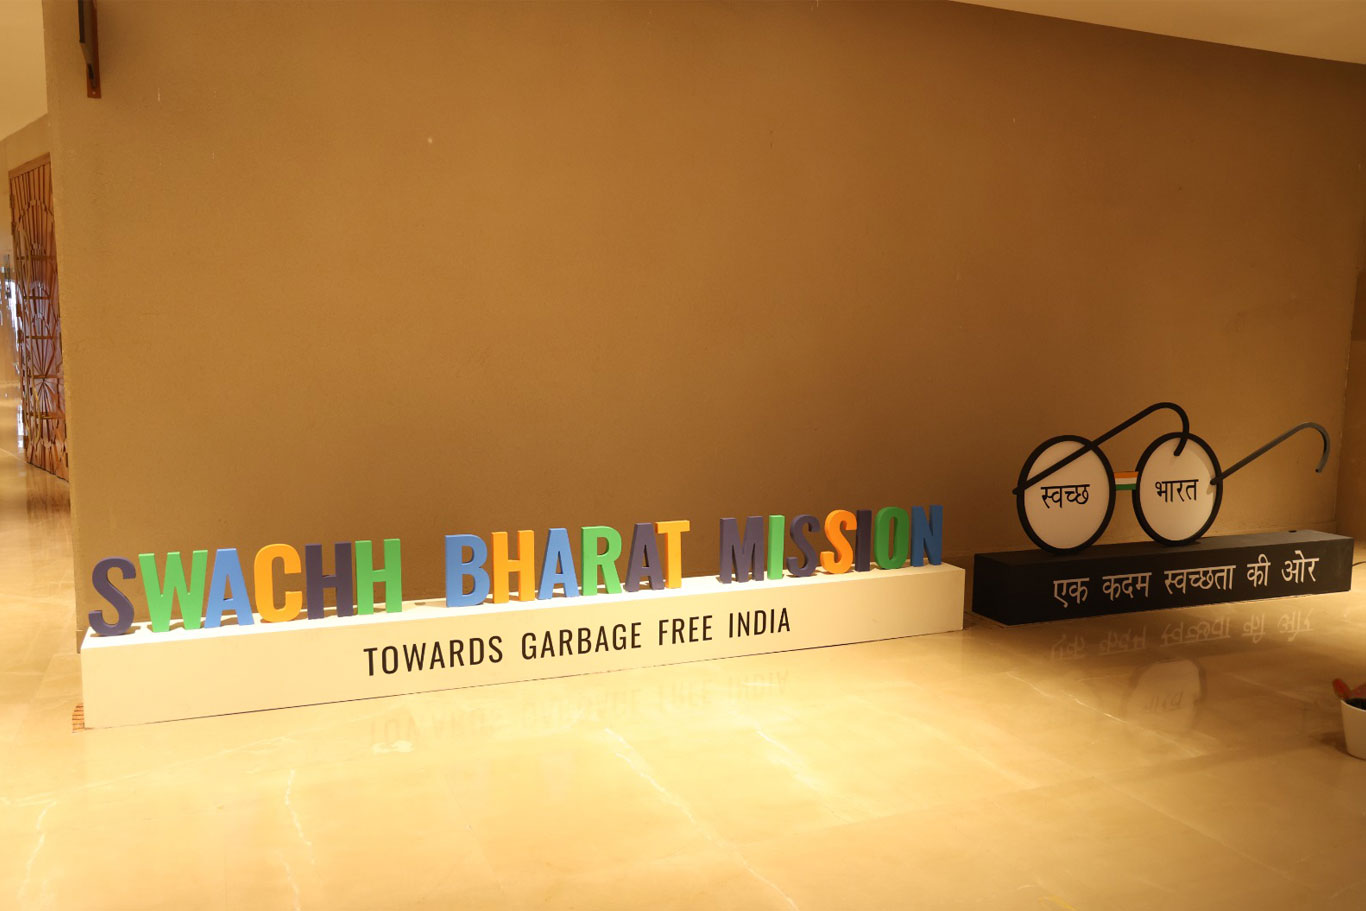 SWACHH BHARAT MISSION
TOWARDS GARBAGE FREE INDIA
स्वच्छ भारत
एक कदम स्वच्छता की ओर